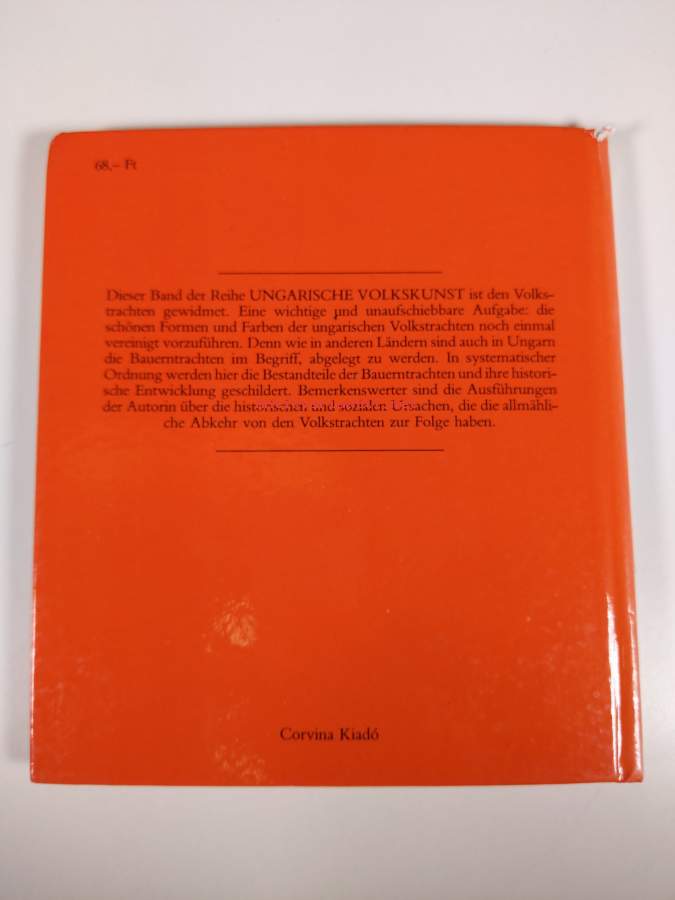 68,– Ft
Dieser Band der Reihe UNGARISCHE VOLKSKUNST ist den Volks-
trachten gewidmet. Eine wichtige und unaufschiebbare Aufgabe: die
schönen Formen und Farben der ungarischen Volkstrachten noch einmal
vereinigt vorzuführen. Denn wie in anderen Ländern sind auch in Ungarn
die Bauerntrachten im Begriff, abgelegt zu werden. In systematischer
Ordnung werden hier die Bestandteile der Bauerntrachten und ihre histori-
sche Entwicklung geschildert. Bemerkenswerter sind die Ausführungen
der Autorin über die historischen und sozialen Ursachen, die die allmähli-
che Abkehr von den Volkstrachten zur Folge haben.
Corvina Kiadó